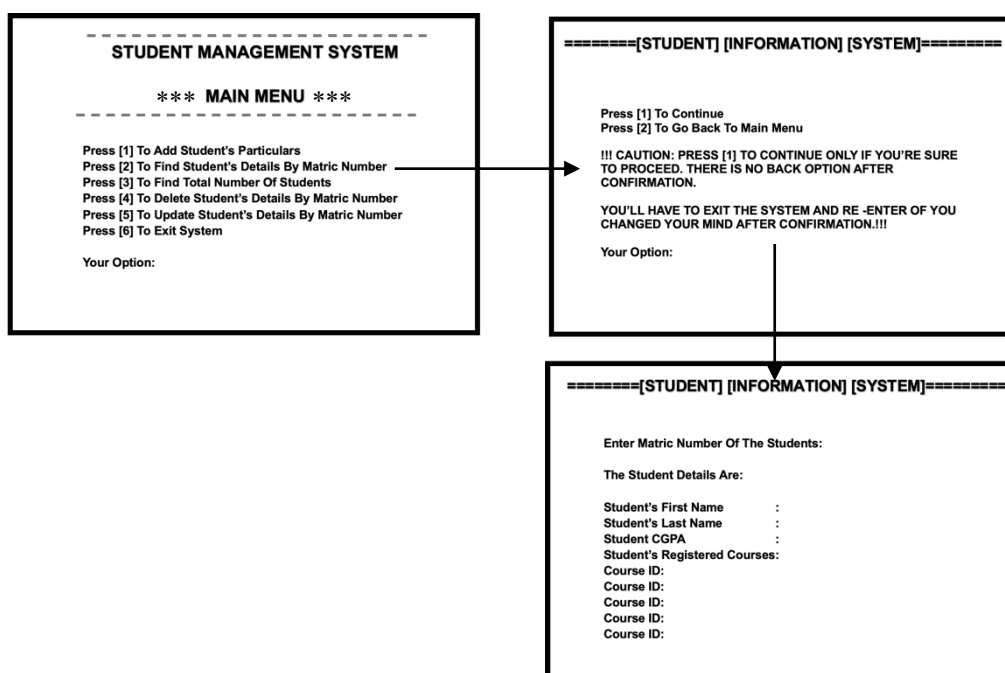 STUDENT MANAGEMENT SYSTEM
*** MAIN MENU ***
Press [1] To Add Student's Particulars
Press [2] To Find Student's Details By Matric Number
Press [3] To Find Total Number Of Students
Press [4] To Delete Student's Details By Matric Number
Press [5] To Update Student's Details By Matric Number
Press [6] To Exit System
Your Option:
========[STUDENT] [INFORMATION] [SYSTEM]=========
Press [1] To Continue
Press [2] To Go Back To Main Menu
!!! CAUTION: PRESS [1] TO CONTINUE ONLY IF YOU'RE SURE
TO PROCEED. THERE IS NO BACK OPTION AFTER
CONFIRMATION.
YOU'LL HAVE TO EXIT THE SYSTEM AND RE -ENTER OF YOU
CHANGED YOUR MIND AFTER CONFIRMATION.!!!
Your Option:
========[STUDENT] [INFORMATION] [SYSTEM]=========
Enter Matric Number Of The Students:
The Student Details Are:
Student's First Name :
Student's Last Name :
Student CGPA :
Student's Registered Courses:
Course ID:
Course ID:
Course ID:
Course ID:
Course ID: